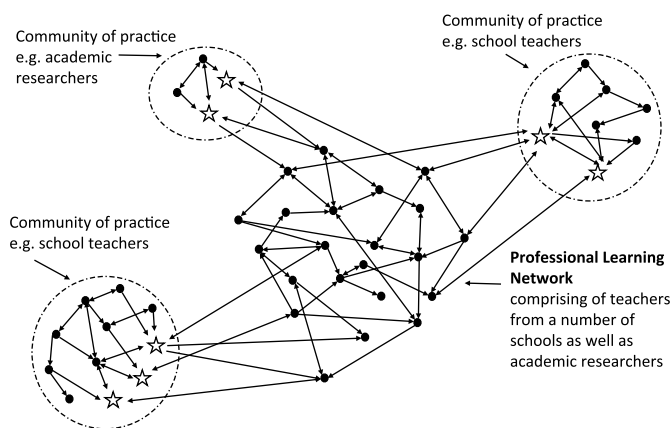 Community of practice
e.g. academic
researchers
Community of practice
e.g. school teachers
Community of practice
e.g. school teachers
Professional Learning
Network
comprising of teachers
from a number of
schools as well as
academic researchers